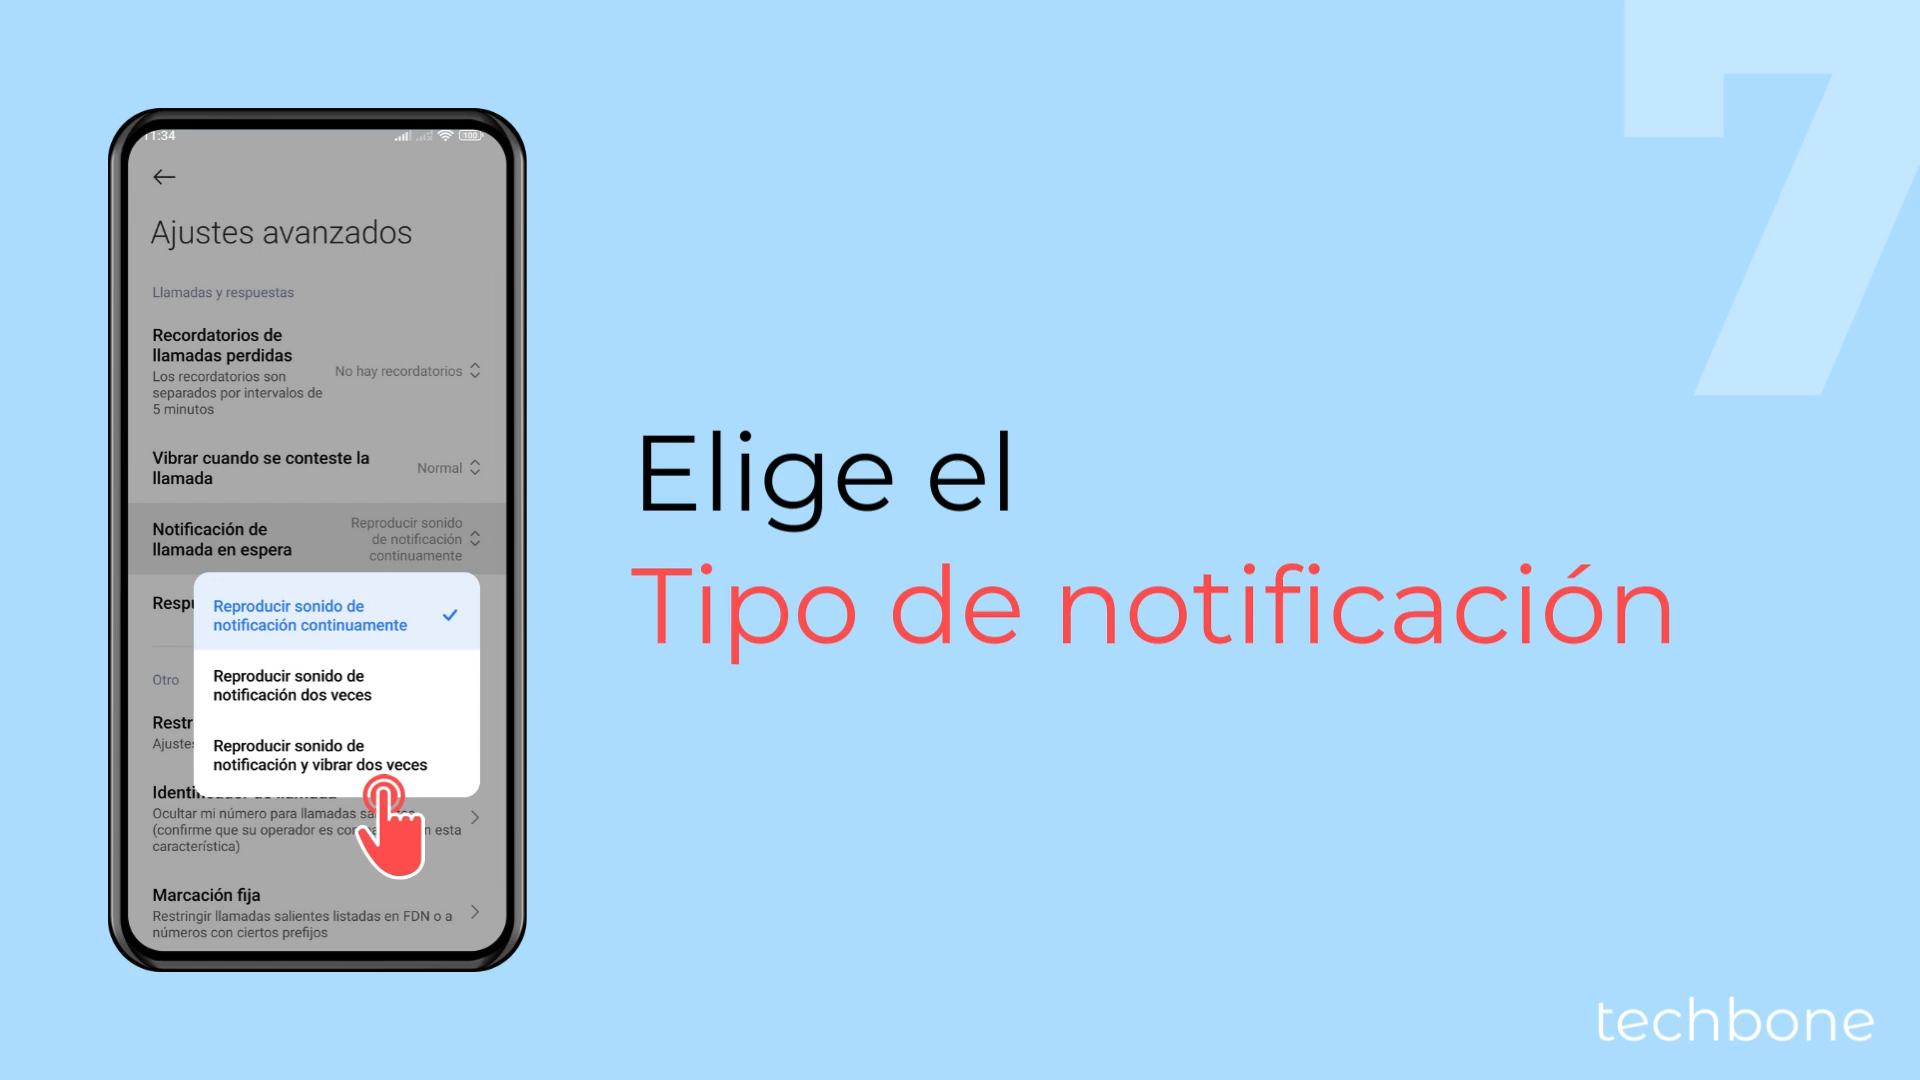 7
11:34
100
Ajustes avanzados
Llamadas y respuestas
Recordatorios de
llamadas perdidas
Los recordatorios son
separados por intervalos de
5 minutos
No hay recordatorios
Vibrar cuando se conteste la
llamada
Normal
Notificación de
llamada en espera
Reproducir sonido
de notificación
continuamente
Reproducir sonido de
notificación continuamente
Reproducir sonido de
notificación dos veces
Reproducir sonido de
notificación y vibrar dos veces
Otro
Ocultar mi número para llamadas
(confirme que su operador es esta
característica)
Marcación fija
Restringir llamadas salientes listadas en FDN o a
números con ciertos prefijos
Elige el
Tipo de notificación
techbone